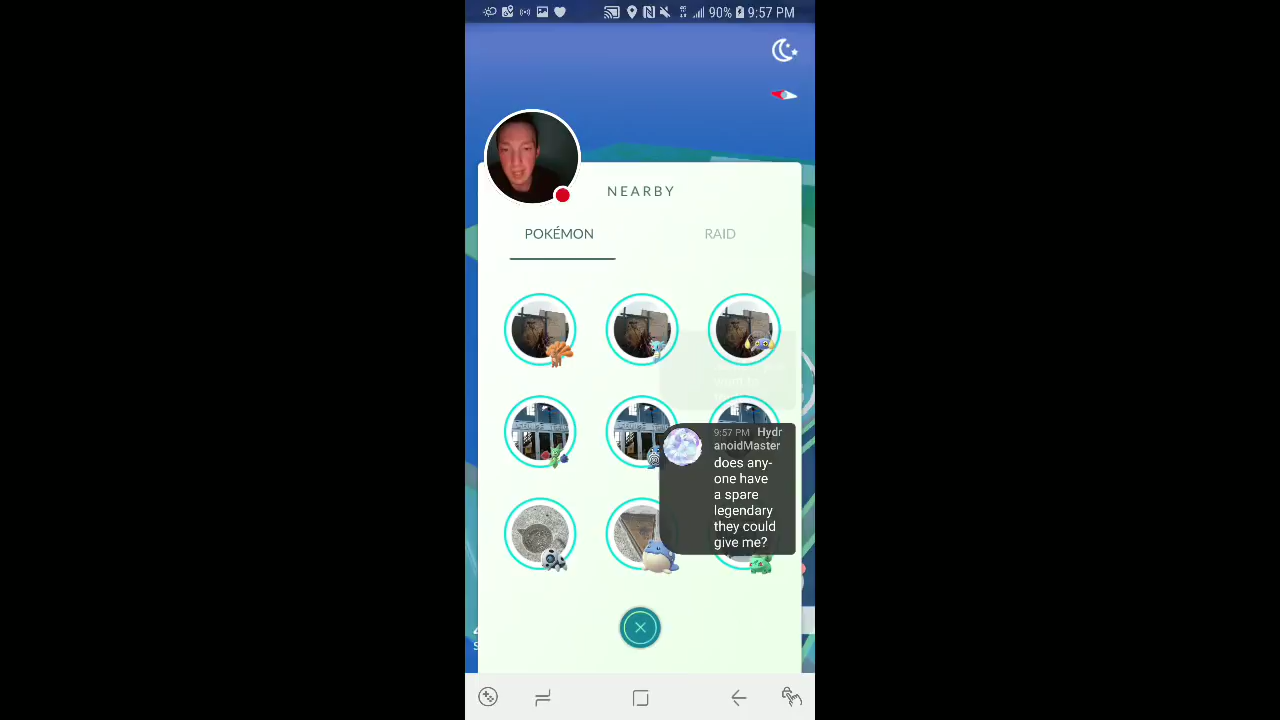 90% 9:57 PM
NEARBY
POKÉMON RAID
9:57 PM Hydr
anoidMaster
does any-
one have
a spare
legendary
they could
give me?